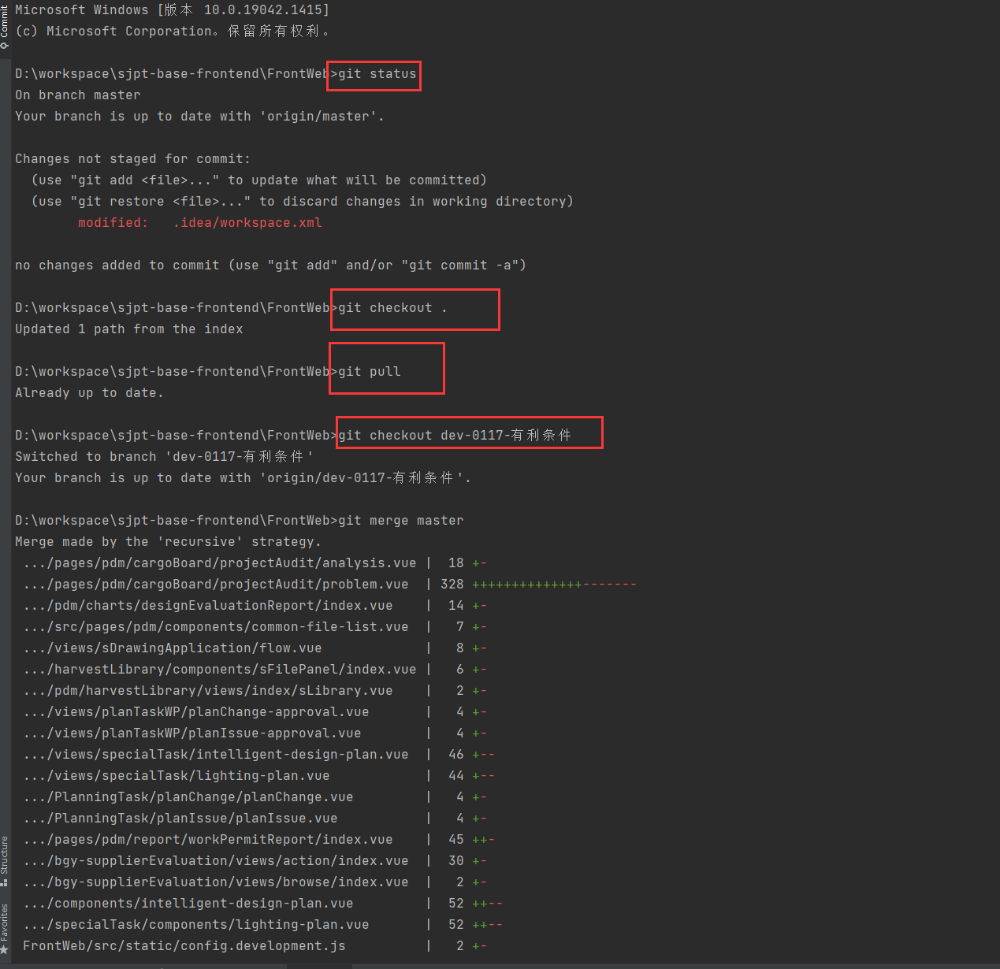 Commit
Microsoft Windows [版本 10.0.19042.1415]
(c) Microsoft Corporation。保留所有权利。
D:\workspace\sjpt-base-frontend\FrontWeb>git status
On branch master
Your branch is up to date with 'origin/master'.
Changes not staged for commit:
(use "git add <file>..." to update what will be committed)
(use "git restore <file>..." to discard changes in working directory)
modified: .idea/workspace.xml
no changes added to commit (use "git add" and/or "git commit -a")
D:\workspace\sjpt-base-frontend\FrontWeb>git checkout .
Updated 1 path from the index
D:\workspace\sjpt-base-frontend\FrontWeb>git pull
Already up to date.
D:\workspace\sjpt-base-frontend\FrontWeb>git checkout dev-0117-有利条件
Switched to branch 'dev-0117-有利条件'
Your branch is up to date with 'origin/dev-0117-有利条件'.
D:\workspace\sjpt-base-frontend\FrontWeb>git merge master
Merge made by the 'recursive' strategy.
.../pages/pdm/cargoBoard/projectAudit/analysis.vue | 18 +-
.../pages/pdm/cargoBoard/projectAudit/problem.vue | 328 ++++++++++++++-------
.../pdm/charts/designEvaluationReport/index.vue | 14 +-
.../src/pages/pdm/components/common-file-list.vue | 7 +-
.../views/sDrawingApplication/flow.vue | 8 +-
.../harvestLibrary/components/sFilePanel/index.vue | 6 +-
.../pdm/harvestLibrary/views/index/sLibrary.vue | 2 +-
.../views/planTaskWP/planChange-approval.vue | 4 +-
.../views/planTaskWP/planIssue-approval.vue | 4 +-
.../views/specialTask/intelligent-design-plan.vue | 46 +--
.../views/specialTask/lighting-plan.vue | 44 +--
.../PlanningTask/planChange/planChange.vue | 4 +-
.../PlanningTask/planIssue/planIssue.vue | 4 +-
.../pages/pdm/report/workPermitReport/index.vue | 45 ++-
.../bgy-supplierEvaluation/views/action/index.vue | 30 +-
.../bgy-supplierEvaluation/views/browse/index.vue | 2 +-
.../components/intelligent-design-plan.vue | 52 ++--
.../specialTask/components/lighting-plan.vue | 52 ++--
FrontWeb/src/static/config.development.js | 2 +-
Structure
Favorites